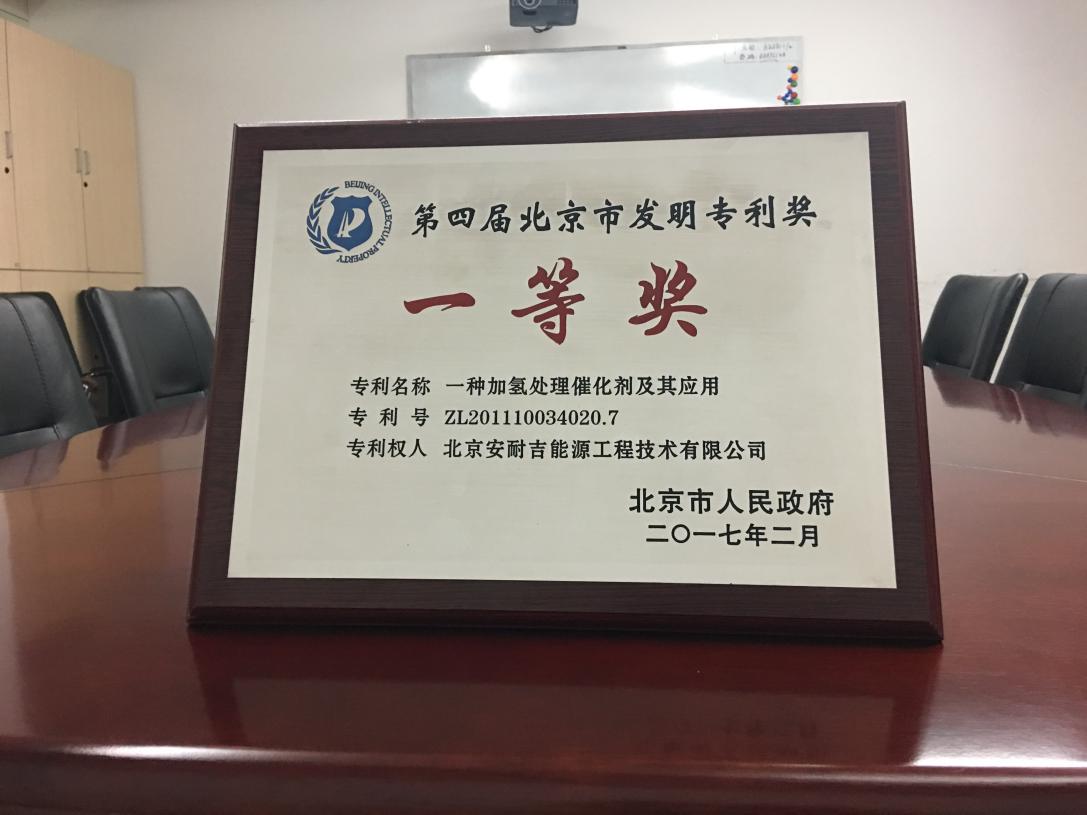 BEIJING INTELLECTUAL PROPERTY
第四届北京市发明专利奖
一等奖
专利名称 一种加氢处理催化剂及其应用
专利号 ZL201110034020.7
专利权人 北京安耐吉能源工程技术有限公司
北京市人民政府
二〇一七年二月